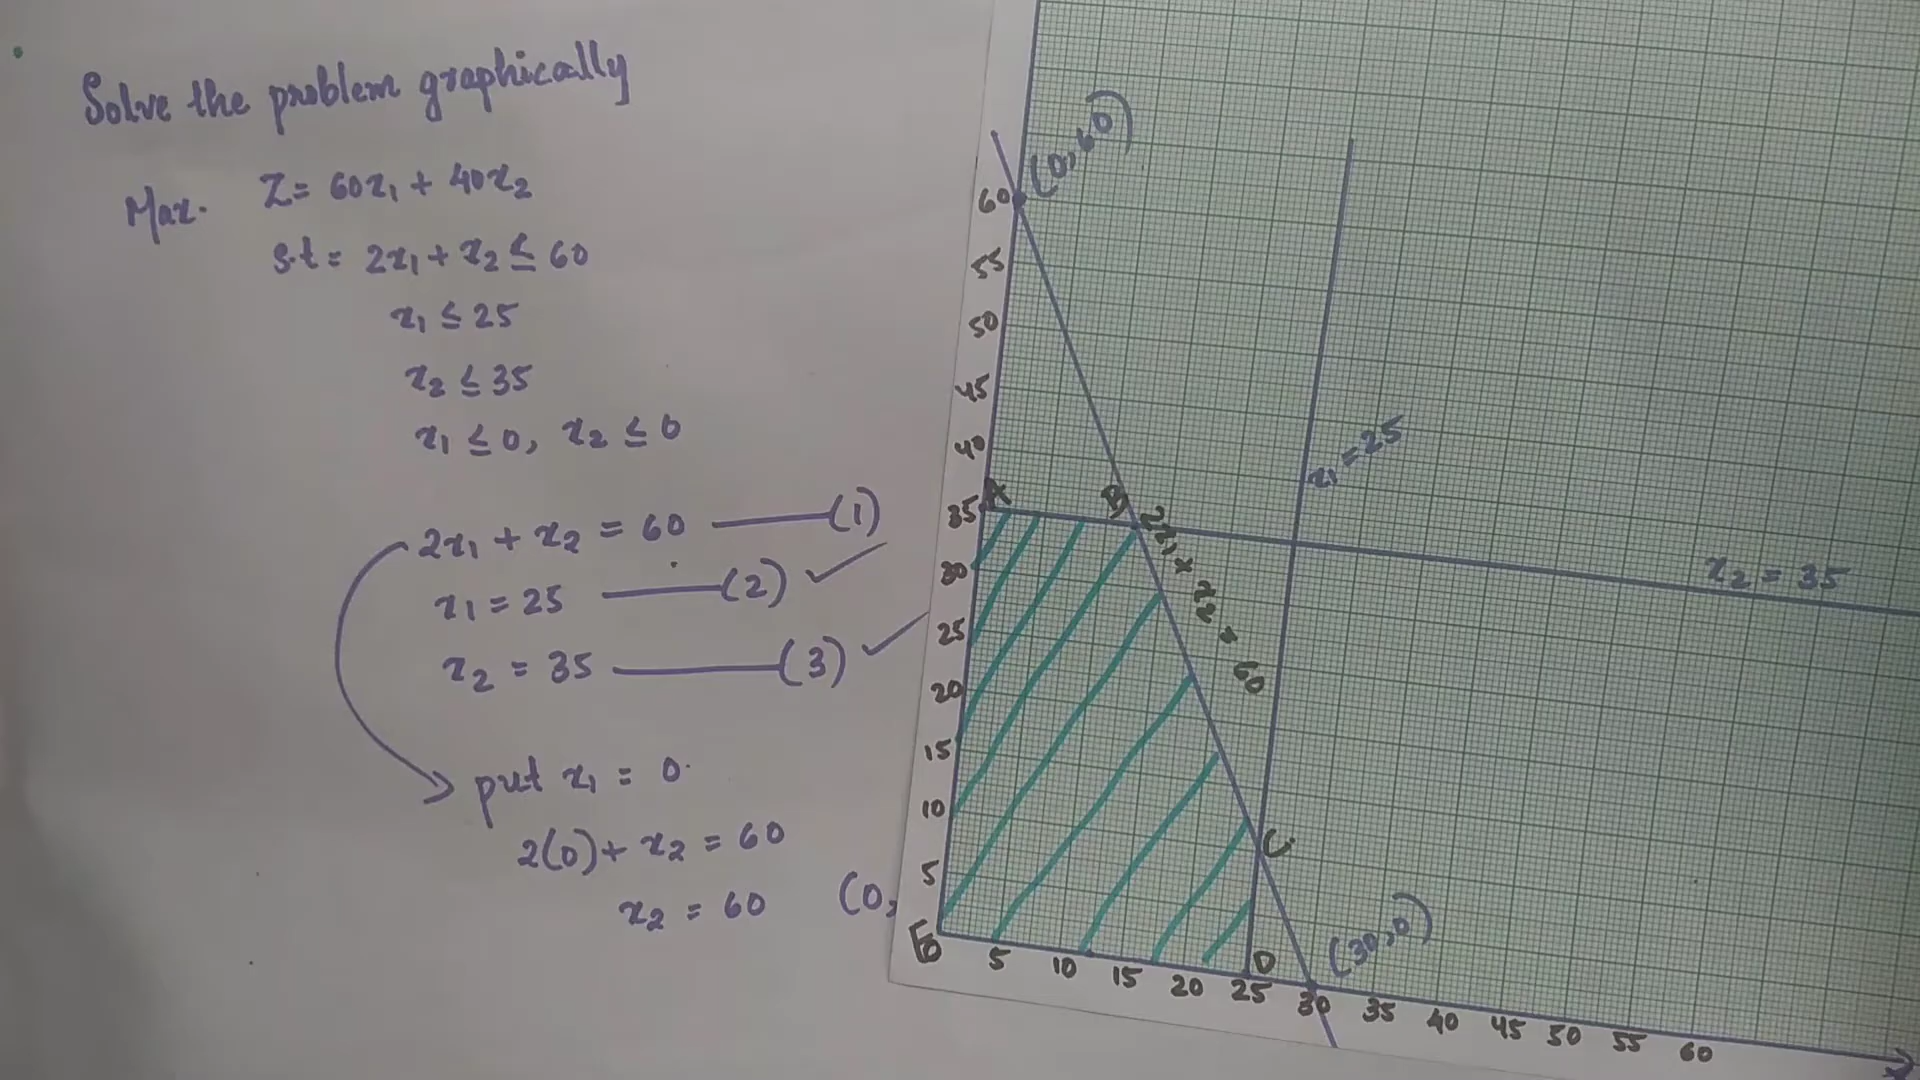 Solve the problem graphically
Max. Z = 60x₁ + 40x₂
s.t = 2x₁ + x₂ ≤ 60
x₁ ≤ 25
x₂ ≤ 35
x₁ ≤ 0, x₂ ≤ 0
2x₁ + x₂ = 60 —(1)
x₁ = 25 —(2) ✓
x₂ = 35 —(3) ✓
put x₁ = 0.
2(0) + x₂ = 60
x₂ = 60 (0,
(0,60)
60
55
50
45
40
35
30
25
20
15
10
5
0
A
B
C
D
E
x₁ = 25
x₂ = 35
2x₁ + x₂ = 60
(30,0)
5 10 15 20 25 30 35 40 45 50 55 60